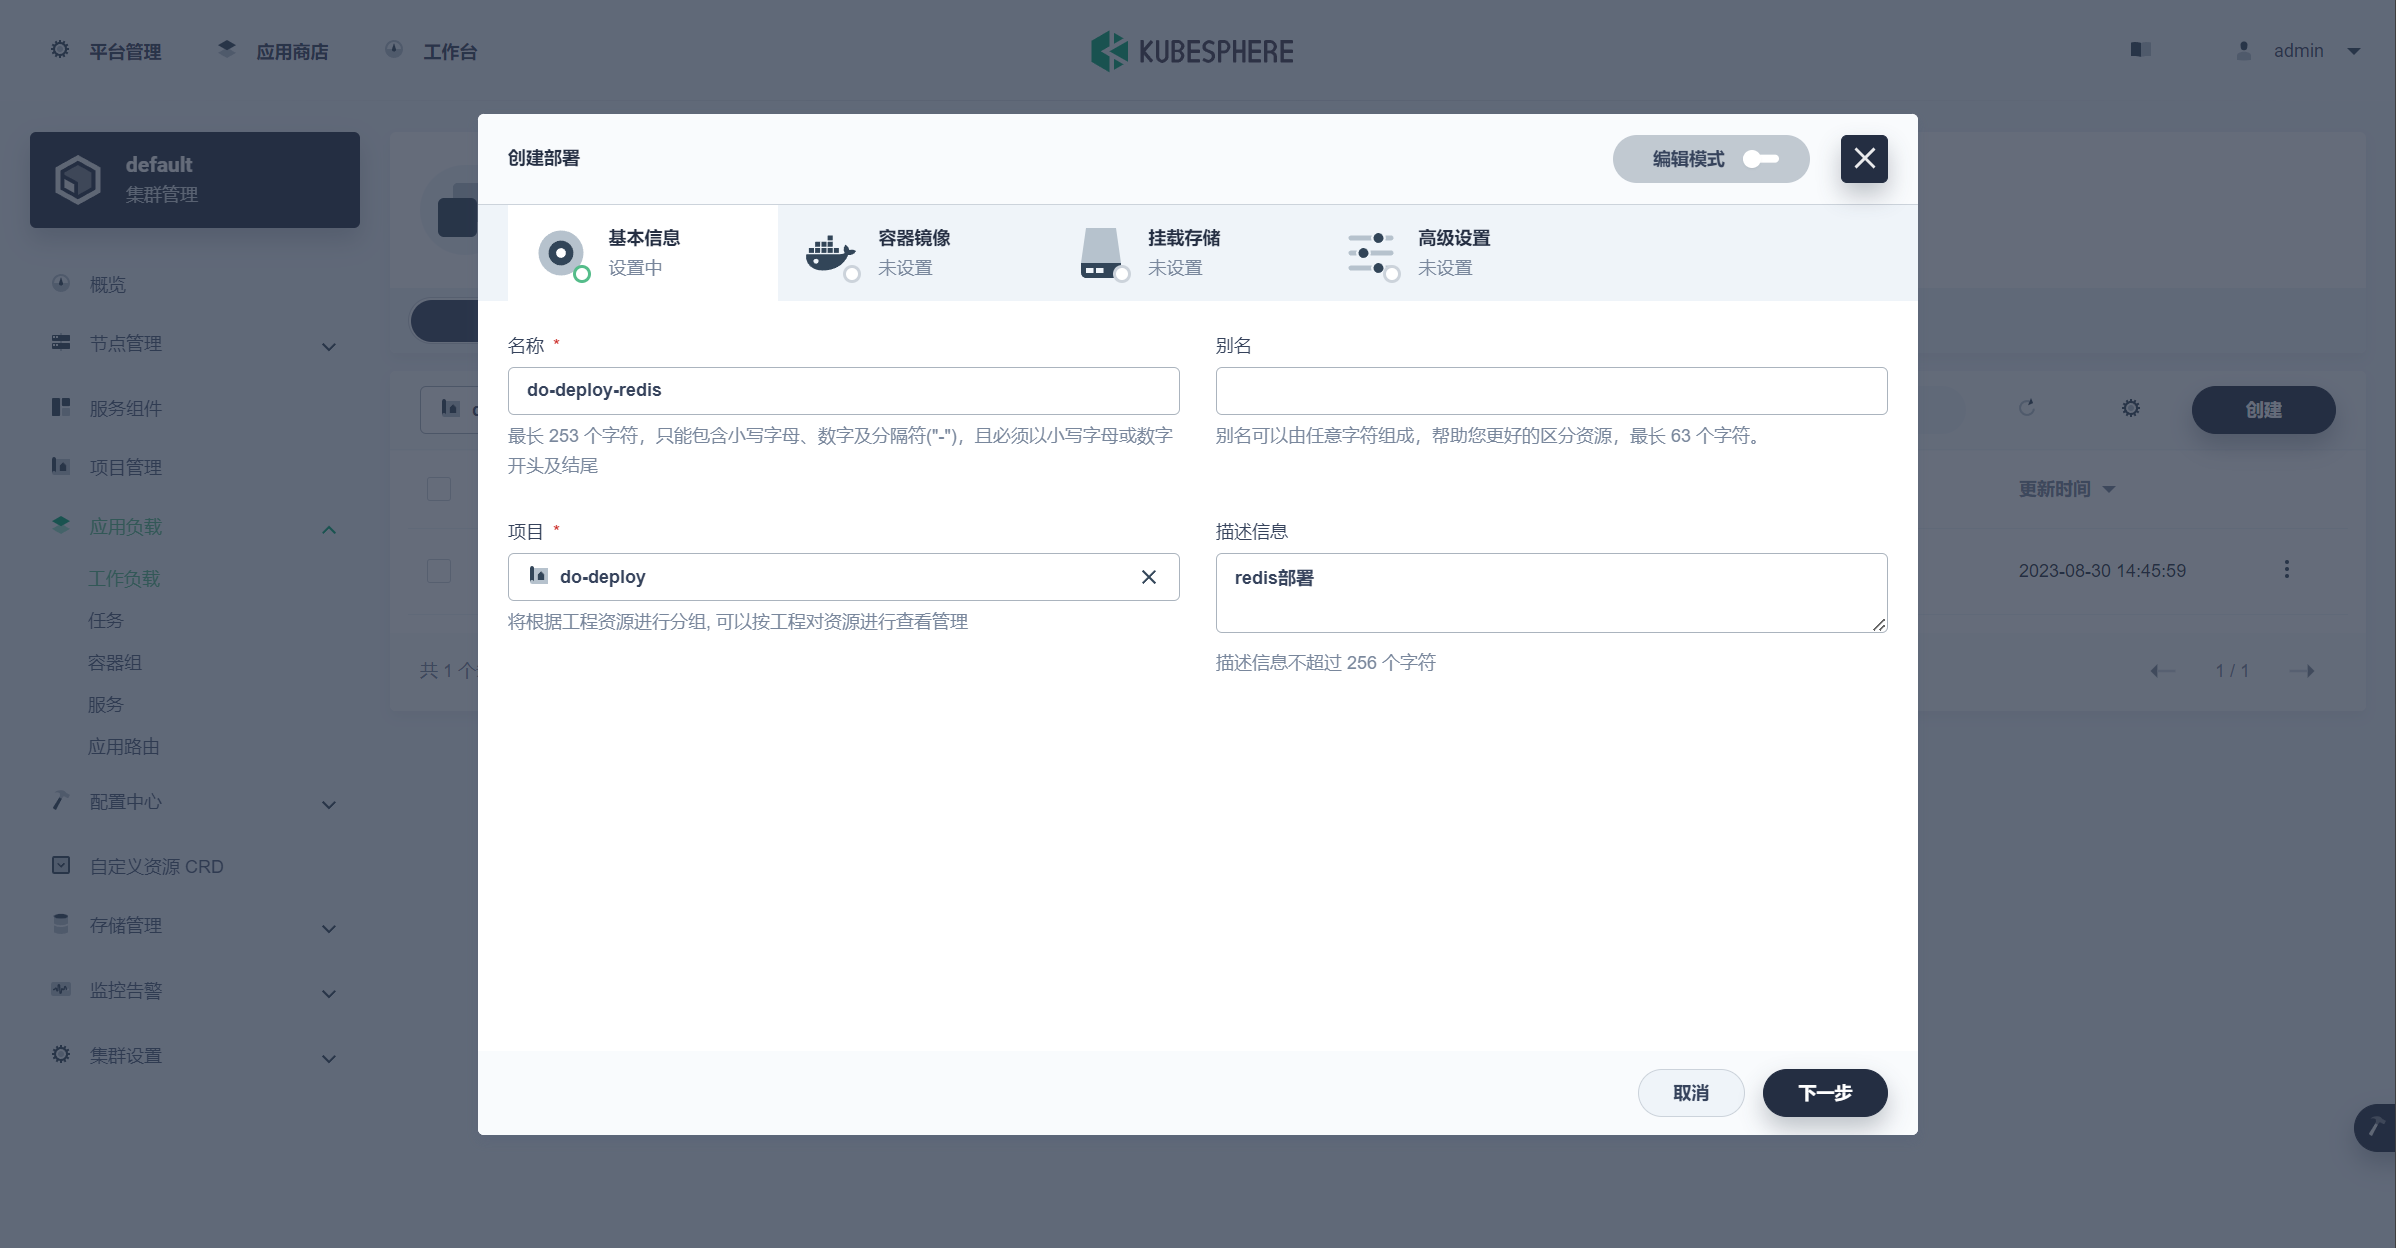 平台管理
应用商店
工作台
KUBESPHERE
admin
default
集群管理
概览
节点管理
服务组件
项目管理
应用负载
工作负载
任务
容器组
服务
应用路由
配置中心
自定义资源 CRD
存储管理
监控告警
集群设置
创建部署
编辑模式
基本信息
设置中
容器镜像
未设置
挂载存储
未设置
高级设置
未设置
名称 *
do-deploy-redis
最长 253 个字符，只能包含小写字母、数字及分隔符("-")，且必须以小写字母或数字
开头及结尾
别名
别名可以由任意字符组成，帮助您更好的区分资源，最长 63 个字符。
项目 *
do-deploy
将根据工程资源进行分组, 可以按工程对资源进行查看管理
描述信息
redis部署
描述信息不超过 256 个字符
取消
下一步
创建
更新时间
2023-08-30 14:45:59
共 1 个
1 / 1